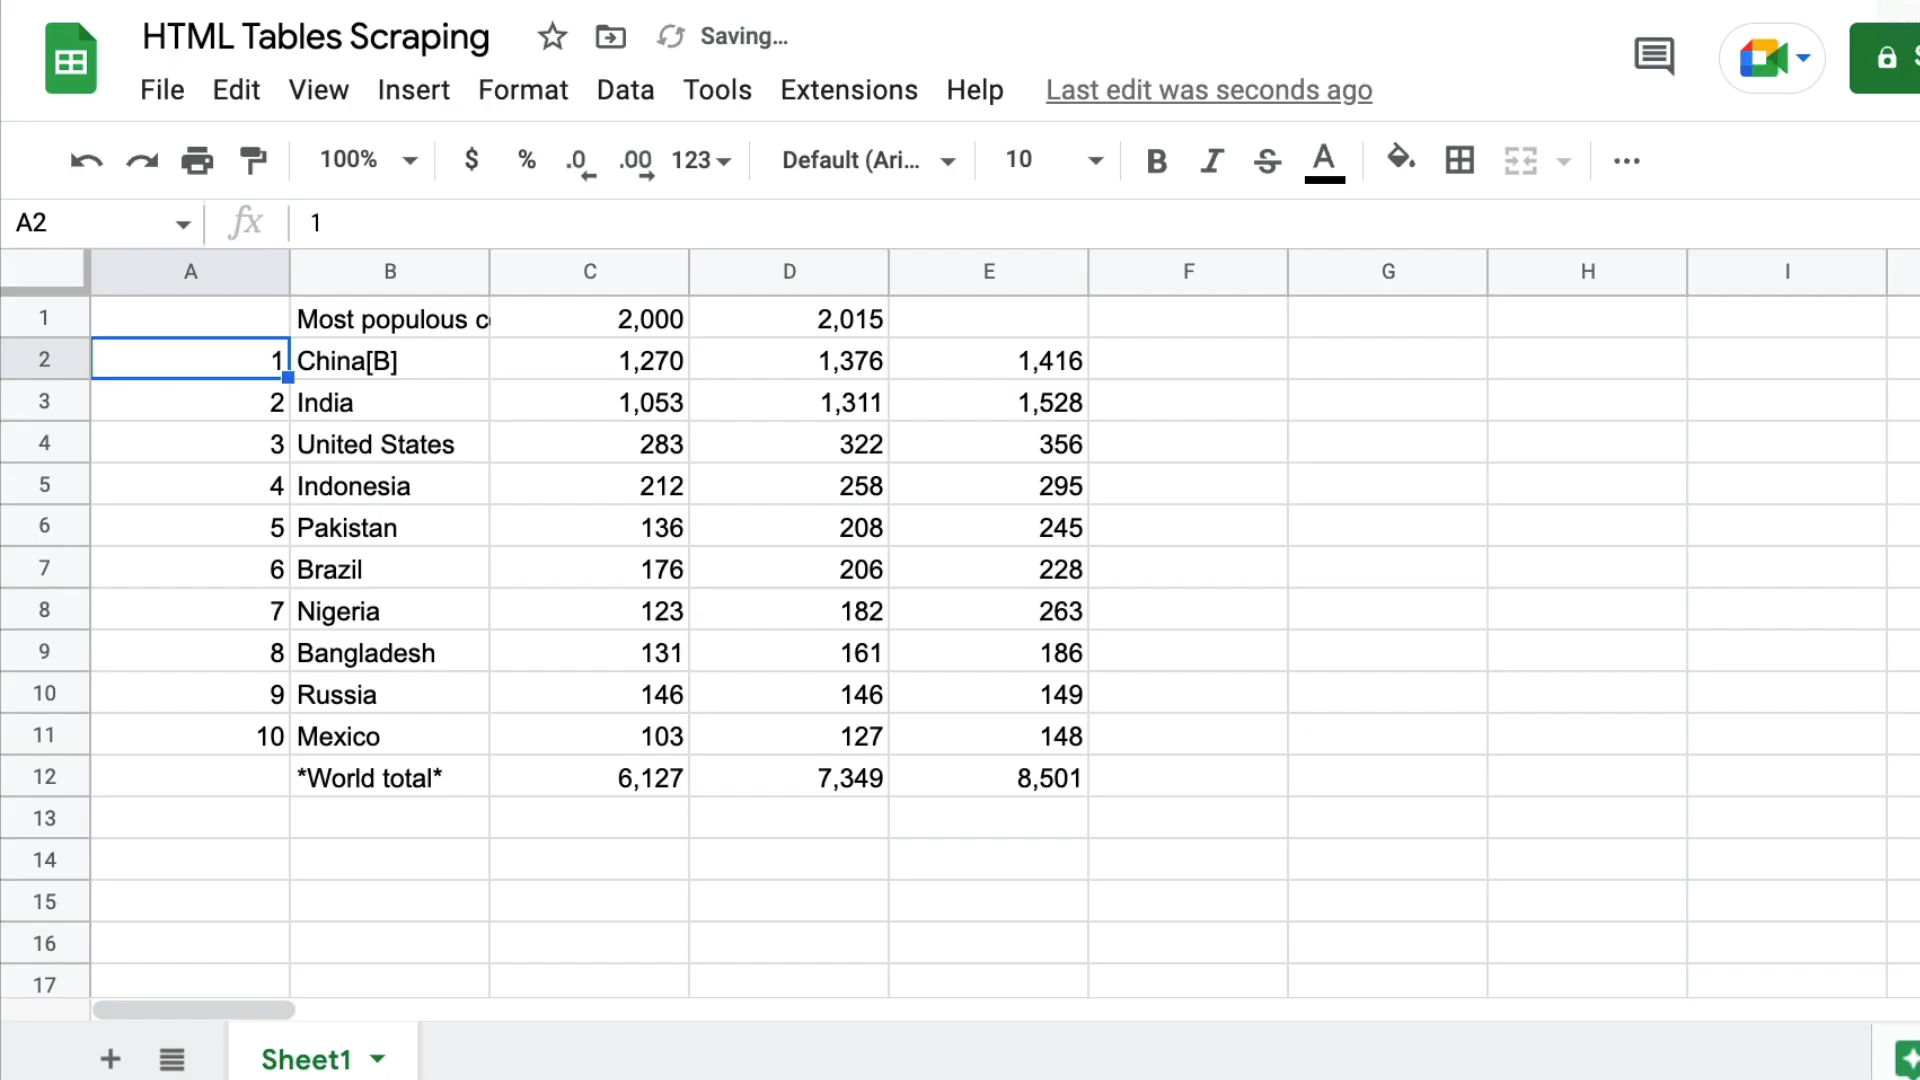 HTML Tables Scraping Saving...
File Edit View Insert Format Data Tools Extensions Help Last edit was seconds ago
100% $ % .0 .00 123 Default (Ari... 10 B I S A
A2 fx 1
A B C D E F G H I
1 Most populous c 2,000 2,015
2 1 China[B] 1,270 1,376 1,416
3 2 India 1,053 1,311 1,528
4 3 United States 283 322 356
5 4 Indonesia 212 258 295
6 5 Pakistan 136 208 245
7 6 Brazil 176 206 228
8 7 Nigeria 123 182 263
9 8 Bangladesh 131 161 186
10 9 Russia 146 146 149
11 10 Mexico 103 127 148
12 *World total* 6,127 7,349 8,501
13
14
15
16
17
Sheet1